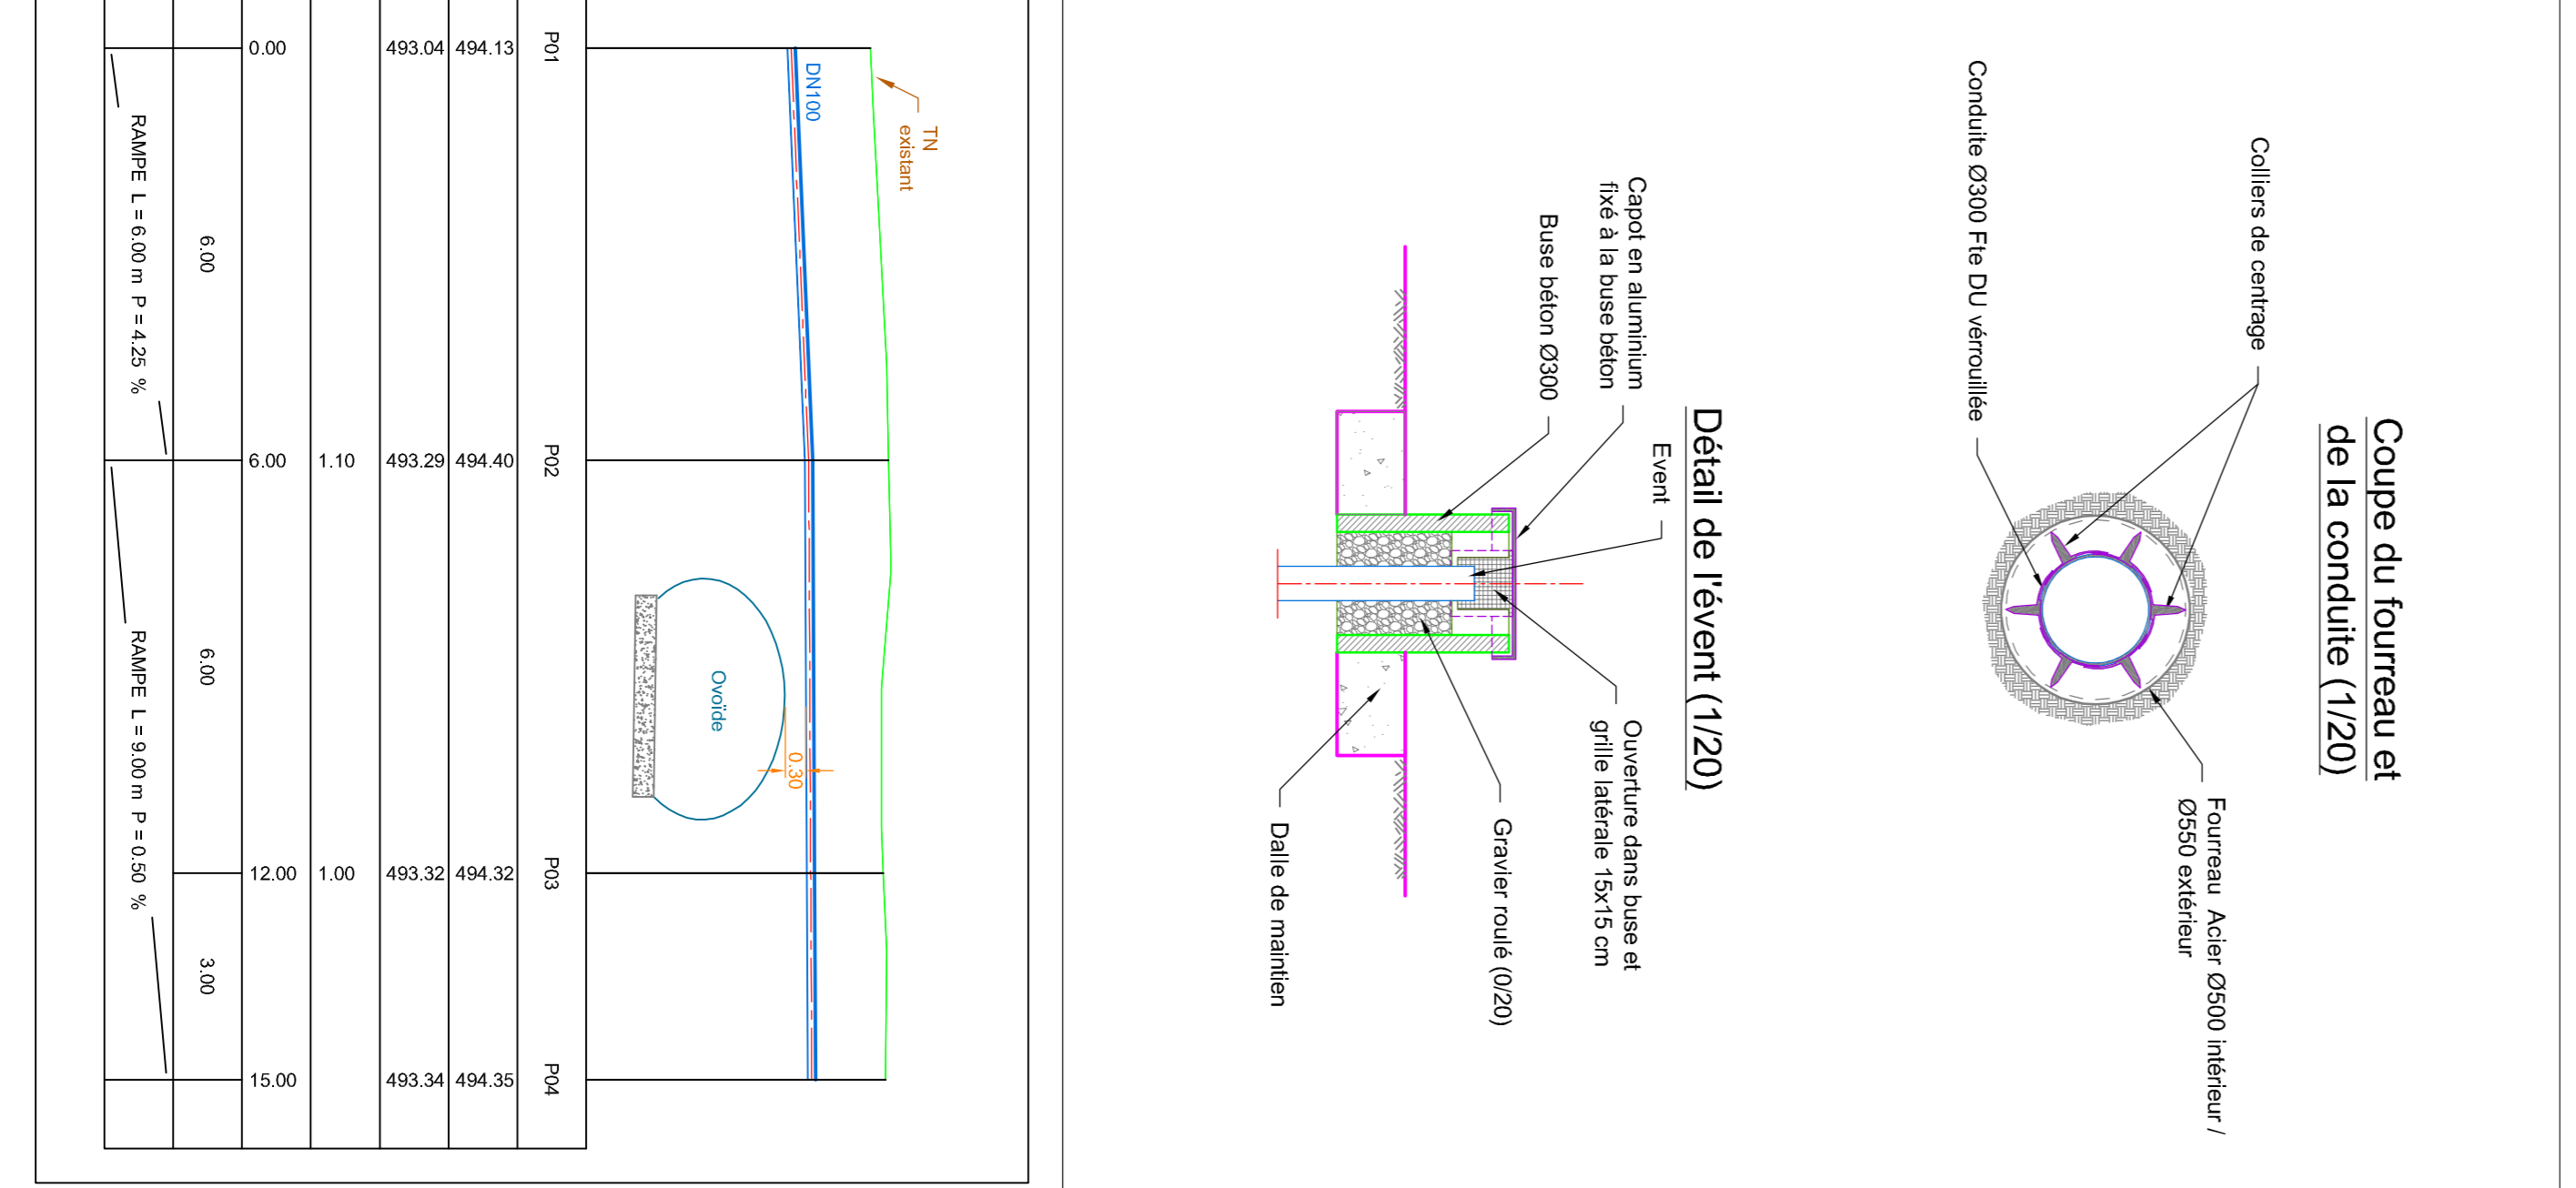 Coupe du fourreau et
de la conduite (1/20)
Colliers de centrage
Conduite Ø300 Fte DU vérrouillée
Fourreau Acier Ø500 intérieur /
Ø550 extérieur
Détail de l'évent (1/20)
Event
Capot en aluminium
fixé à la buse béton
Buse béton Ø300
Ouverture dans buse et
grille latérale 15x15 cm
Gravier roulé (0/20)
Dalle de maintien
TN
existant
DN100
Ovoïde
0.30
P01
P02
P03
P04
494.13
494.40
494.32
494.35
493.04
493.29
493.32
493.34
1.10
1.00
0.00
6.00
12.00
15.00
6.00
6.00
3.00
RAMPE L = 6.00 m P = 4.25 %
RAMPE L = 9.00 m P = 0.50 %